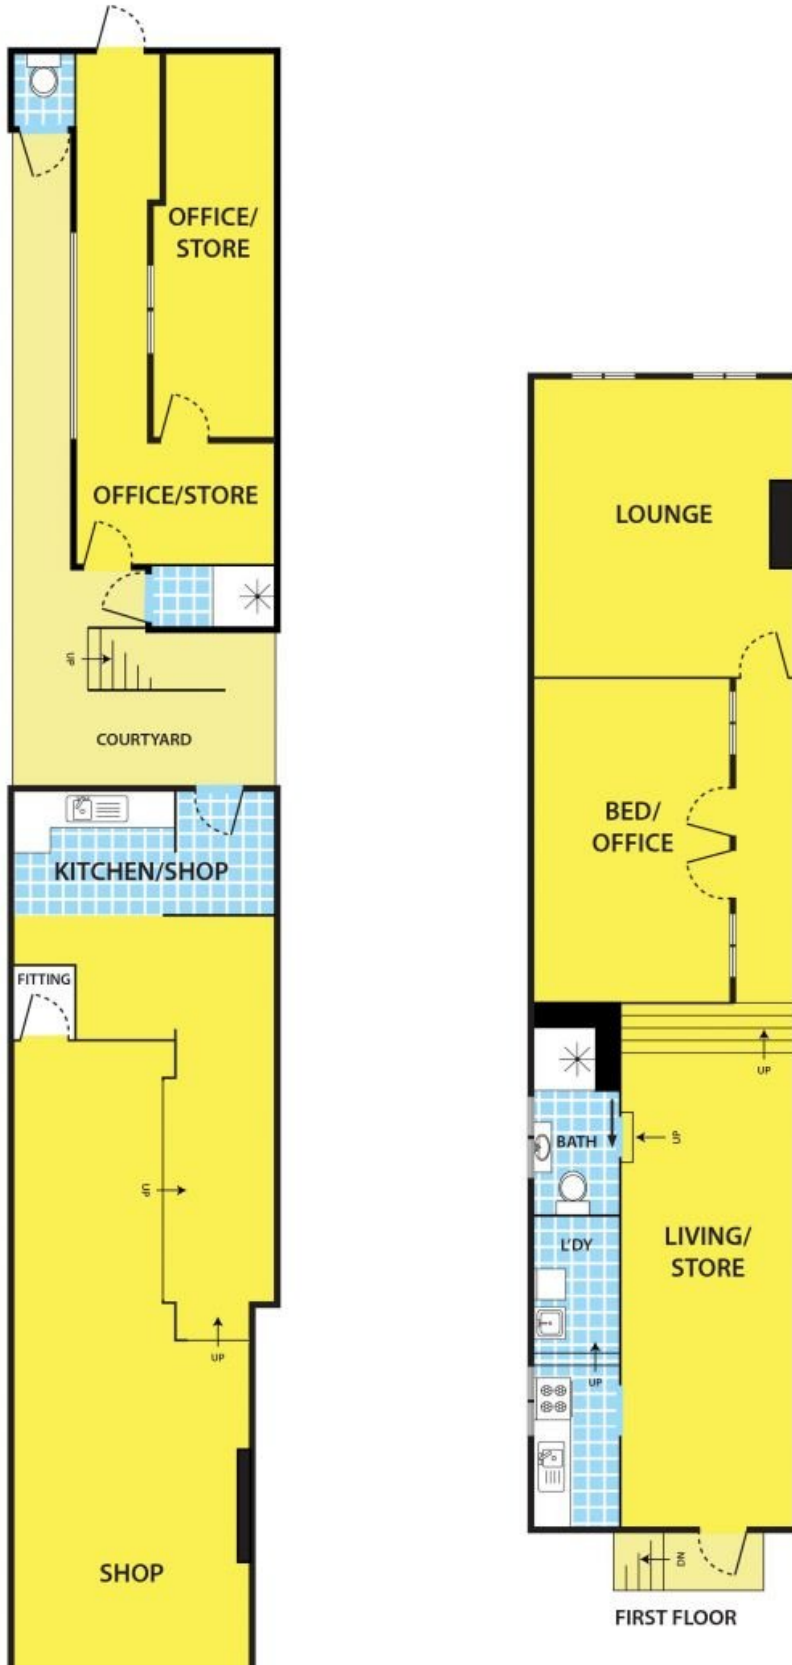 OFFICE/
STORE
OFFICE/STORE
UP
COURTYARD
KITCHEN/SHOP
FITTING
UP
UP
SHOP
LOUNGE
BED/
OFFICE
UP
BATH
UP
L'DY
LIVING/
STORE
UP
DN
FIRST FLOOR